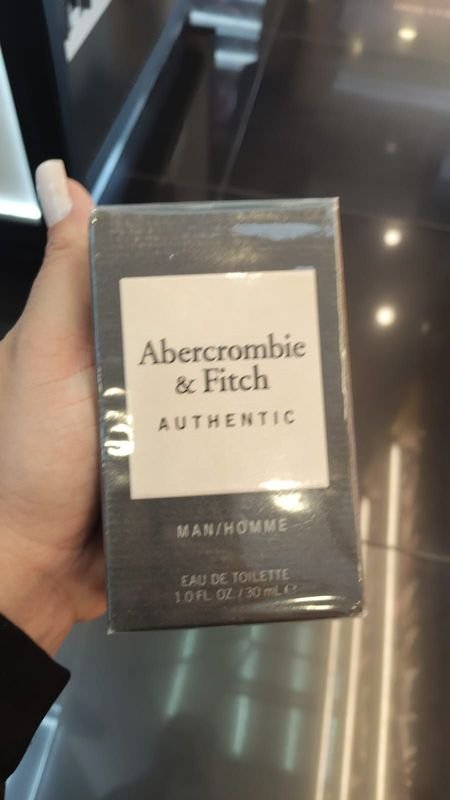 Abercrombie
& Fitch
AUTHENTIC
MAN/HOMME
EAU DE TOILETTE
1.0 FL. OZ. / 30 mL ℮